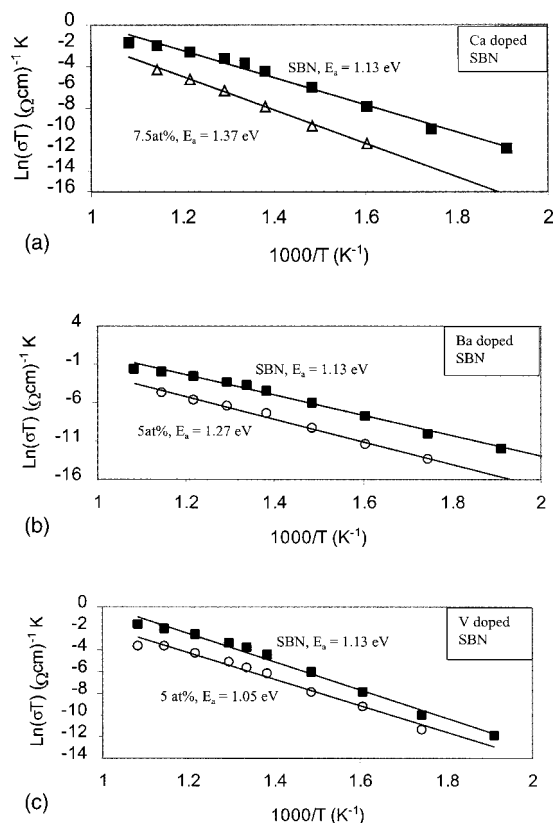 0
-2
-4
-6
-8
-10
-12
-14
-16
Ln(σT) (Ωcm)⁻¹ K
Ca doped
SBN
SBN, Eₐ = 1.13 eV
7.5at%, Eₐ = 1.37 eV
1 1.2 1.4 1.6 1.8 2
1000/T (K⁻¹)
(a)
4
-1
-6
-11
-16
Ln(σT) (Ωcm)⁻¹ K
Ba doped
SBN
SBN, Eₐ = 1.13 eV
5at%, Eₐ = 1.27 eV
1 1.2 1.4 1.6 1.8 2
1000/T (K⁻¹)
(b)
0
-2
-4
-6
-8
-10
-12
-14
Ln(σT) (Ωcm)⁻¹ K
V doped
SBN
SBN, Eₐ = 1.13 eV
5 at%, Eₐ = 1.05 eV
1 1.2 1.4 1.6 1.8 2
1000/T (K⁻¹)
(c)